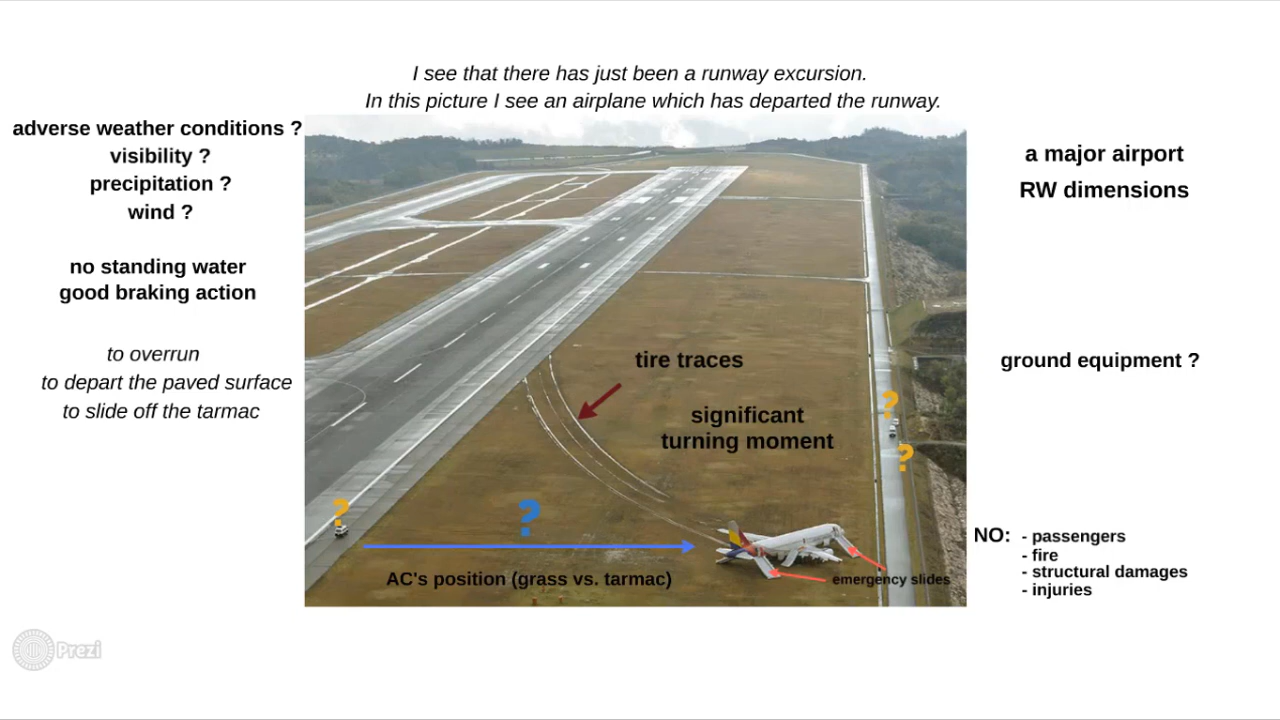 I see that there has just been a runway excursion.
In this picture I see an airplane which has departed the runway.
adverse weather conditions ?
visibility ?
precipitation ?
wind ?
no standing water
good braking action
to overrun
to depart the paved surface
to slide off the tarmac
a major airport
RW dimensions
tire traces
significant
turning moment
ground equipment ?
?
?
?
?
AC's position (grass vs. tarmac)
emergency slides
NO: - passengers
- fire
- structural damages
- injuries
Prezi